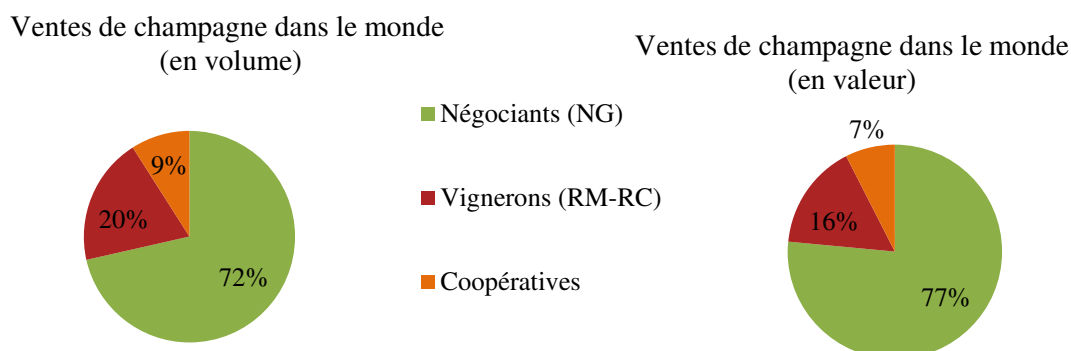 Ventes de champagne dans le monde
(en volume)
9%
20%
72%
Négociants (NG)
Vignerons (RM-RC)
Coopératives
Ventes de champagne dans le monde
(en valeur)
7%
16%
77%